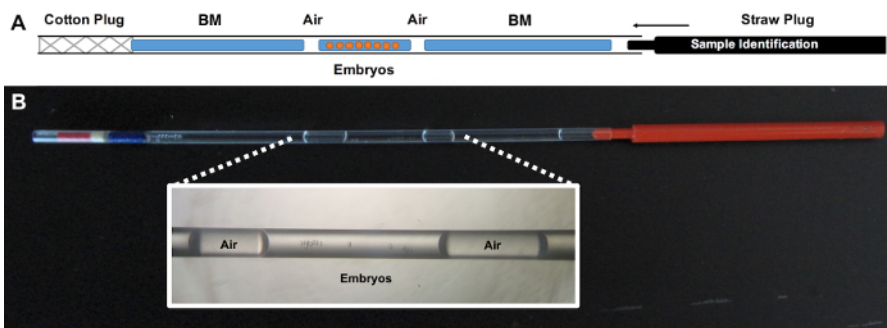 A
Cotton Plug BM Air Air BM Straw Plug
Sample Identification
Embryos
B
Air Air
Embryos